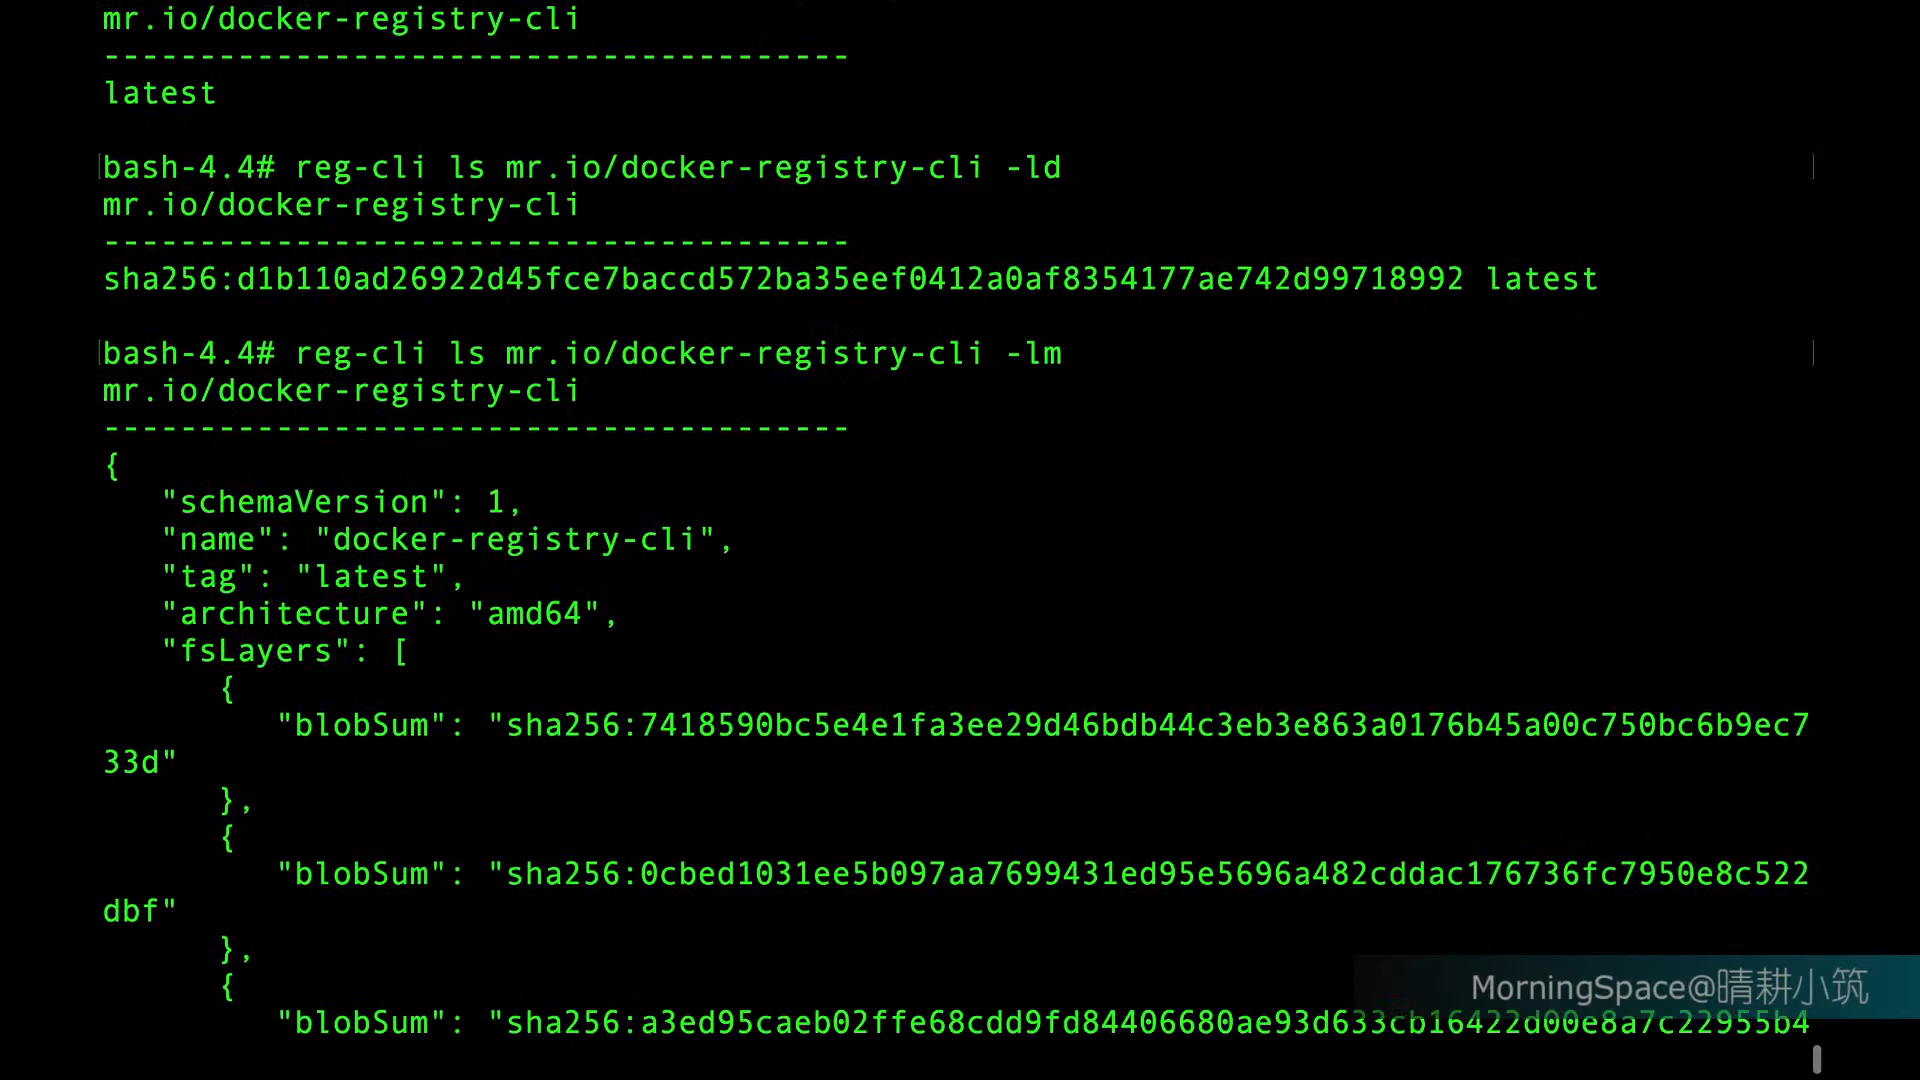 mr.io/docker-registry-cli
---------------------------------------
latest
bash-4.4# reg-cli ls mr.io/docker-registry-cli -ld
mr.io/docker-registry-cli
---------------------------------------
sha256:d1b110ad26922d45fce7baccd572ba35eef0412a0af8354177ae742d99718992 latest
bash-4.4# reg-cli ls mr.io/docker-registry-cli -lm
mr.io/docker-registry-cli
---------------------------------------
{
   "schemaVersion": 1,
   "name": "docker-registry-cli",
   "tag": "latest",
   "architecture": "amd64",
   "fsLayers": [
      {
         "blobSum": "sha256:7418590bc5e4e1fa3ee29d46bdb44c3eb3e863a0176b45a00c750bc6b9ec7
33d"
      },
      {
         "blobSum": "sha256:0cbed1031ee5b097aa7699431ed95e5696a482cddac176736fc7950e8c522
dbf"
      },
      {
         "blobSum": "sha256:a3ed95caeb02ffe68cdd9fd84406680ae93d633cb16422d00e8a7c22955b4
MorningSpace@晴耕小筑